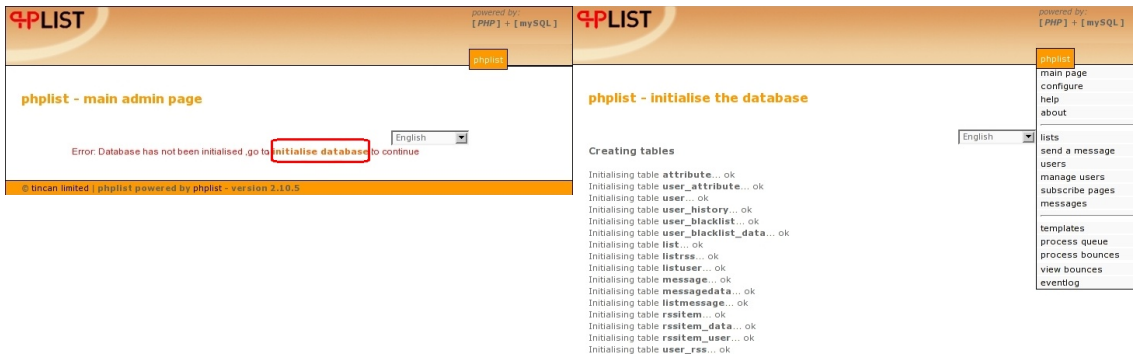 PLIST
powered by:
[ PHP ] + [ mySQL ]
phplist
phplist - main admin page
English
Error: Database has not been initialised ,go to initialise database to continue
© tincan limited | phplist powered by phplist - version 2.10.5
PLIST
powered by:
[ PHP ] + [ mySQL ]
phplist
main page
configure
help
about
lists
send a message
users
manage users
subscribe pages
messages
templates
process queue
process bounces
view bounces
eventlog
phplist - initialise the database
English
Creating tables
Initialising table attribute... ok
Initialising table user_attribute... ok
Initialising table user... ok
Initialising table user_history... ok
Initialising table user_blacklist... ok
Initialising table user_blacklist_data... ok
Initialising table list... ok
Initialising table listrss... ok
Initialising table listuser... ok
Initialising table message... ok
Initialising table messagedata... ok
Initialising table listmessage... ok
Initialising table rssitem... ok
Initialising table rssitem_data... ok
Initialising table rssitem_user... ok
Initialising table user_rss... ok